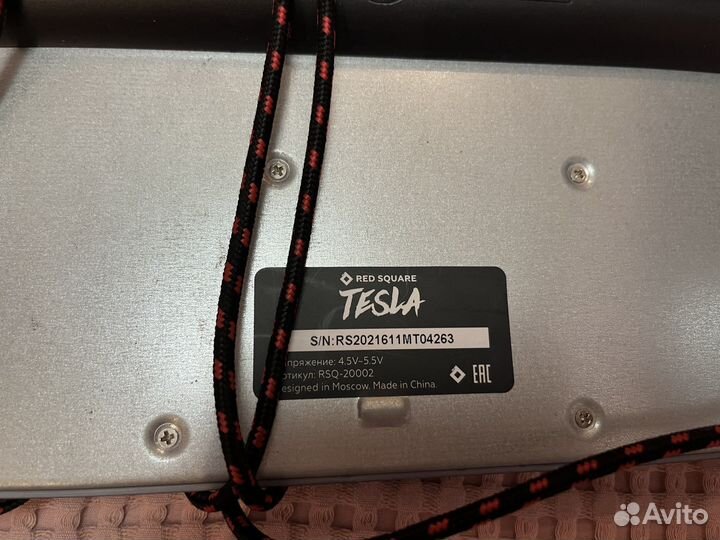 RED SQUARE
TESLA
S/N:RS2021611MT04263
апряжение: 4.5V–5.5V
ртикул: RSQ-20002
esigned in Moscow. Made in China.
EAC
Avito